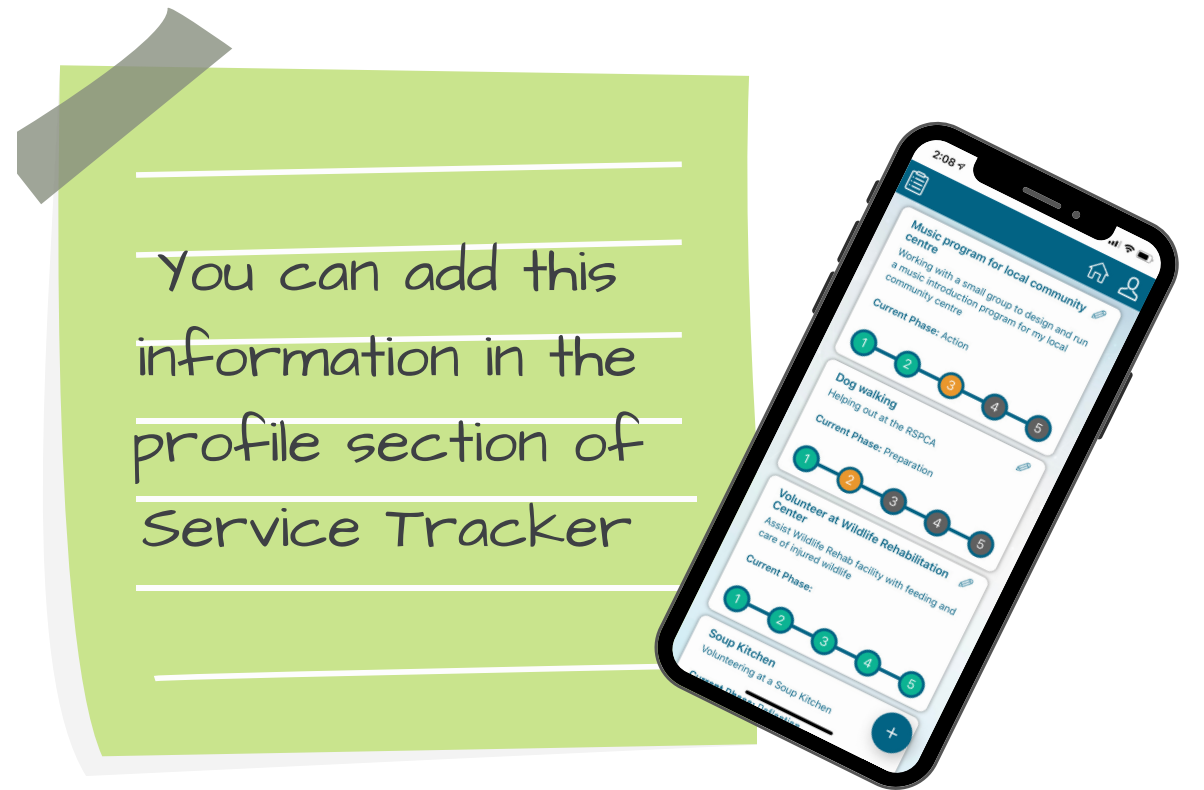 You can add this
information in the
profile section of
Service Tracker
2:08
Music program for local community
centre
Working with a small group to design and run
a music introduction program for my local
community centre
Current Phase: Action
1 2 3 4 5
Dog walking
Helping out at the RSPCA
Current Phase: Preparation
1 2 3 4 5
Volunteer at Wildlife Rehabilitation
Center
Assist Wildlife Rehab facility with feeding and
care of injured wildlife
Current Phase:
1 2 3 4 5
Soup Kitchen
Volunteering at a Soup Kitchen
Current Phase: Reflection
+